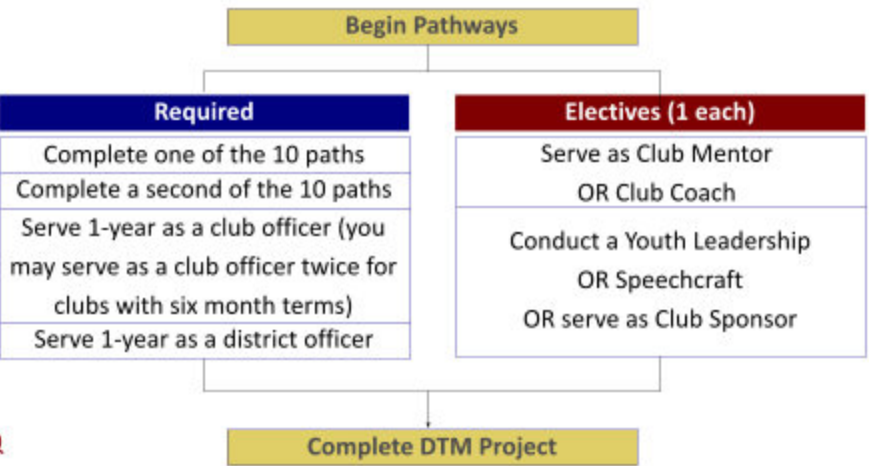 Begin Pathways
Required
Complete one of the 10 paths
Complete a second of the 10 paths
Serve 1-year as a club officer (you
may serve as a club officer twice for
clubs with six month terms)
Serve 1-year as a district officer
Electives (1 each)
Serve as Club Mentor
OR Club Coach
Conduct a Youth Leadership
OR Speechcraft
OR serve as Club Sponsor
Complete DTM Project